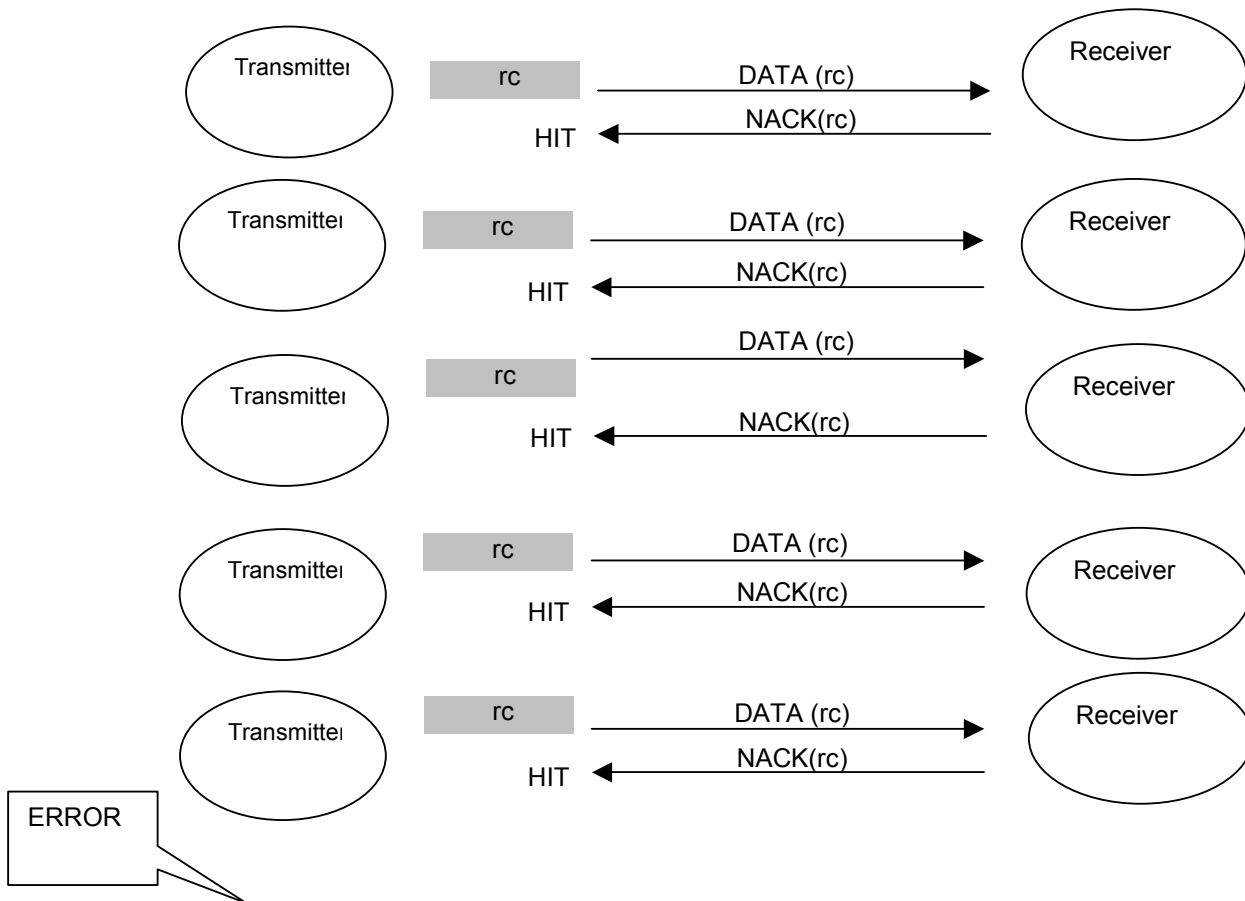 Transmitter rc DATA (rc) Receiver
HIT NACK(rc)
Transmitter rc DATA (rc) Receiver
HIT NACK(rc)
DATA (rc)
Transmitter rc Receiver
HIT NACK(rc)
Transmitter rc DATA (rc) Receiver
HIT NACK(rc)
Transmitter rc DATA (rc) Receiver
HIT NACK(rc)
ERROR